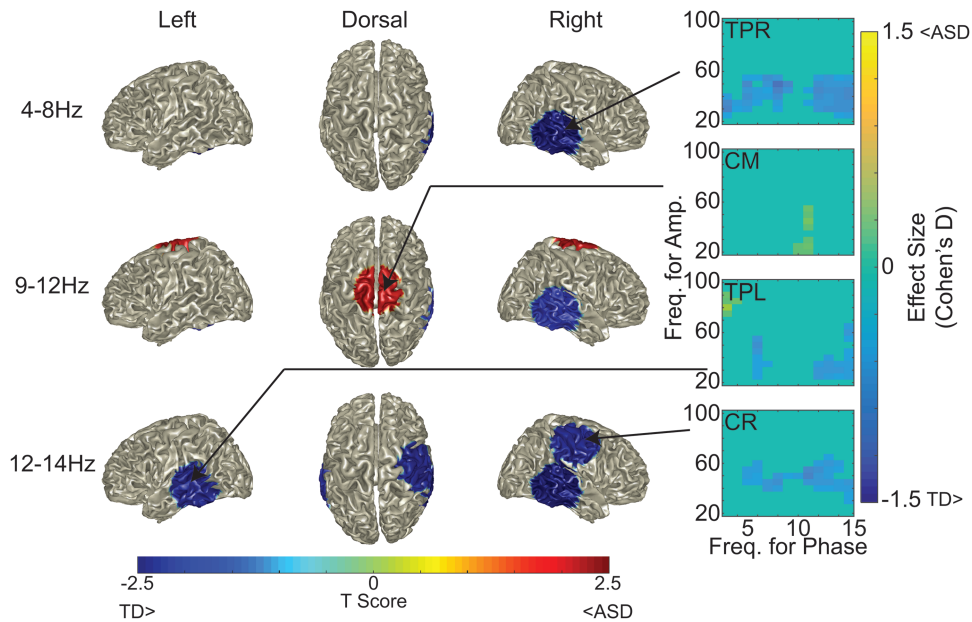 Left Dorsal Right
4-8Hz
9-12Hz
12-14Hz
-2.5 0 2.5
T Score
TD> <ASD
TPR
100
60
20
CM
100
60
20
TPL
100
60
20
CR
100
60
20
5 10 15
Freq. for Phase
Freq. for Amp.
1.5 <ASD
0
-1.5 TD>
Effect Size
(Cohen's D)